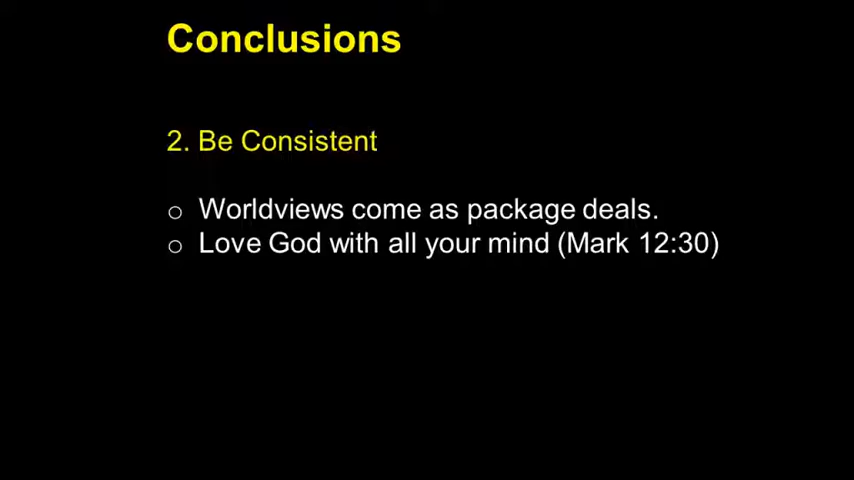 Conclusions
2. Be Consistent
o Worldviews come as package deals.
o Love God with all your mind (Mark 12:30)